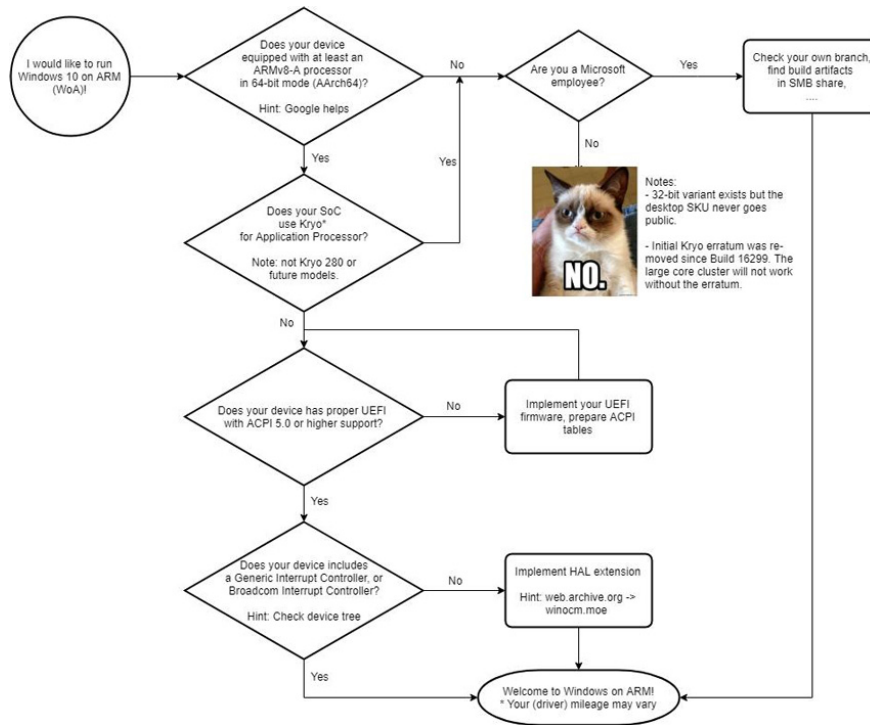 I would like to run
Windows 10 on ARM
(WoA)!
Does your device
equipped with at least an
ARMv8-A processor
in 64-bit mode (AArch64)?
Hint: Google helps
No
Are you a Microsoft
employee?
Yes
Check your own branch,
find build artifacts
in SMB share,
....
Yes
Yes
No
Does your SoC
use Kryo*
for Application Processor?
Note: not Kryo 280 or
future models.
NO.
Notes:
- 32-bit variant exists but the
desktop SKU never goes
public.
- Initial Kryo erratum was re-
moved since Build 16299. The
large core cluster will not work
without the erratum.
No
Does your device has proper UEFI
with ACPI 5.0 or higher support?
No
Implement your UEFI
firmware, prepare ACPI
tables
Yes
Does your device includes
a Generic Interrupt Controller, or
Broadcom Interrupt Controller?
Hint: Check device tree
No
Implement HAL extension
Hint: web.archive.org ->
winocm.moe
Yes
Welcome to Windows on ARM!
* Your (driver) mileage may vary